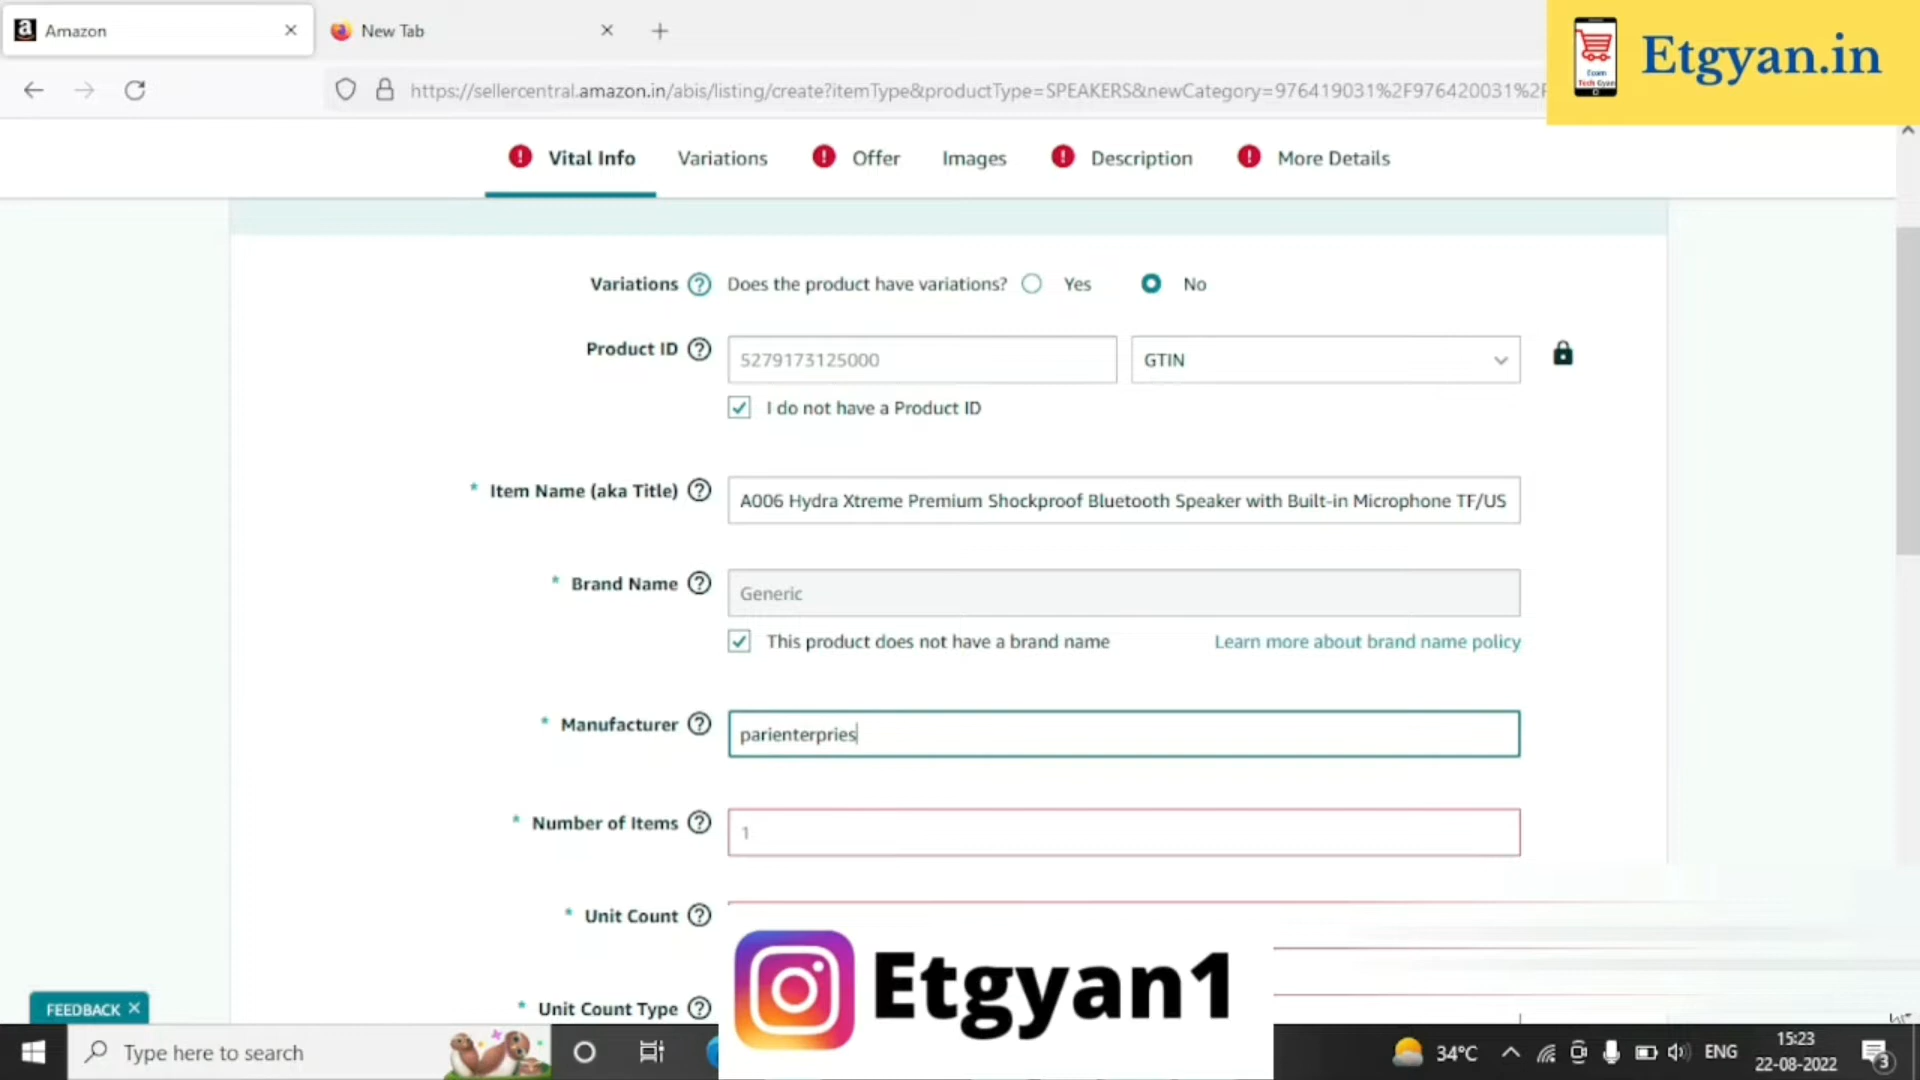 Amazon
New Tab
Etgyan.in
Ecom
Tech Gyan
https://sellercentral.amazon.in/abis/listing/create?itemType&productType=SPEAKERS&newCategory=976419031%2F976420031%2F
Vital Info
Variations
Offer
Images
Description
More Details
Variations ? Does the product have variations? Yes No
Product ID ? 5279173125000 GTIN
I do not have a Product ID
* Item Name (aka Title) ? A006 Hydra Xtreme Premium Shockproof Bluetooth Speaker with Built-in Microphone TF/US
* Brand Name ? Generic
This product does not have a brand name Learn more about brand name policy
* Manufacturer ? parienterpries
* Number of Items ? 1
* Unit Count ?
Etgyan1
* Unit Count Type ?
FEEDBACK
Type here to search
34°C
ENG
15:23
22-08-2022
3